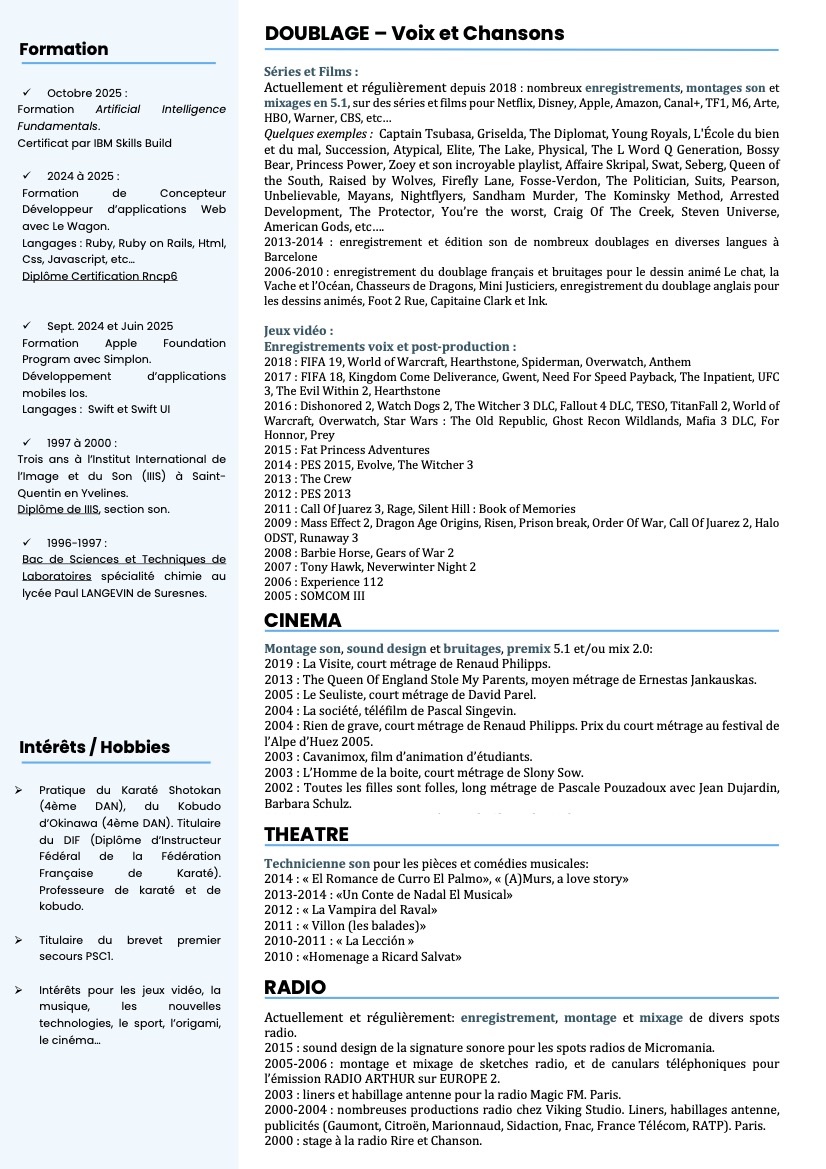 Formation
✓ Octobre 2025 :
Formation Artificial Intelligence
Fundamentals.
Certificat par IBM Skills Build
✓ 2024 à 2025 :
Formation de Concepteur
Développeur d’applications Web
avec Le Wagon.
Langages : Ruby, Ruby on Rails, Html,
Css, Javascript, etc…
Diplôme Certification Rncp6
✓ Sept. 2024 et Juin 2025
Formation Apple Foundation
Program avec Simplon.
Développement d’applications
mobiles Ios.
Langages : Swift et Swift UI
✓ 1997 à 2000 :
Trois ans à l’Institut International de
l’Image et du Son (IIIS) à Saint-
Quentin en Yvelines.
Diplôme de IIIS, section son.
✓ 1996-1997 :
Bac de Sciences et Techniques de
Laboratoires spécialité chimie au
lycée Paul LANGEVIN de Suresnes.
Intérêts / Hobbies
➢ Pratique du Karaté Shotokan
(4ème DAN), du Kobudo
d’Okinawa (4ème DAN). Titulaire
du DIF (Diplôme d’Instructeur
Fédéral de la Fédération
Française de Karaté).
Professeure de karaté et de
kobudo.
➢ Titulaire du brevet premier
secours PSC1.
➢ Intérêts pour les jeux vidéo, la
musique, les nouvelles
technologies, le sport, l’origami,
le cinéma…
DOUBLAGE – Voix et Chansons
Séries et Films :
Actuellement et régulièrement depuis 2018 : nombreux enregistrements, montages son et
mixages en 5.1, sur des séries et films pour Netflix, Disney, Apple, Amazon, Canal+, TF1, M6, Arte,
HBO, Warner, CBS, etc…
Quelques exemples : Captain Tsubasa, Griselda, The Diplomat, Young Royals, L'École du bien
et du mal, Succession, Atypical, Elite, The Lake, Physical, The L Word Q Generation, Bossy
Bear, Princess Power, Zoey et son incroyable playlist, Affaire Skripal, Swat, Seberg, Queen of
the South, Raised by Wolves, Firefly Lane, Fosse-Verdon, The Politician, Suits, Pearson,
Unbelievable, Mayans, Nightflyers, Sandham Murder, The Kominsky Method, Arrested
Development, The Protector, You’re the worst, Craig Of The Creek, Steven Universe,
American Gods, etc….
2013-2014 : enregistrement et édition son de nombreux doublages en diverses langues à
Barcelone
2006-2010 : enregistrement du doublage français et bruitages pour le dessin animé Le chat, la
Vache et l’Océan, Chasseurs de Dragons, Mini Justiciers, enregistrement du doublage anglais pour
les dessins animés, Foot 2 Rue, Capitaine Clark et Ink.
Jeux vidéo :
Enregistrements voix et post-production :
2018 : FIFA 19, World of Warcraft, Hearthstone, Spiderman, Overwatch, Anthem
2017 : FIFA 18, Kingdom Come Deliverance, Gwent, Need For Speed Payback, The Inpatient, UFC
3, The Evil Within 2, Hearthstone
2016 : Dishonored 2, Watch Dogs 2, The Witcher 3 DLC, Fallout 4 DLC, TESO, TitanFall 2, World of
Warcraft, Overwatch, Star Wars : The Old Republic, Ghost Recon Wildlands, Mafia 3 DLC, For
Honnor, Prey
2015 : Fat Princess Adventures
2014 : PES 2015, Evolve, The Witcher 3
2013 : The Crew
2012 : PES 2013
2011 : Call Of Juarez 3, Rage, Silent Hill : Book of Memories
2009 : Mass Effect 2, Dragon Age Origins, Risen, Prison break, Order Of War, Call Of Juarez 2, Halo
ODST, Runaway 3
2008 : Barbie Horse, Gears of War 2
2007 : Tony Hawk, Neverwinter Night 2
2006 : Experience 112
2005 : SOMCOM III
CINEMA
Montage son, sound design et bruitages, premix 5.1 et/ou mix 2.0:
2019 : La Visite, court métrage de Renaud Philipps.
2013 : The Queen Of England Stole My Parents, moyen métrage de Ernestas Jankauskas.
2005 : Le Seuliste, court métrage de David Parel.
2004 : La société, téléfilm de Pascal Singevin.
2004 : Rien de grave, court métrage de Renaud Philipps. Prix du court métrage au festival de
l’Alpe d’Huez 2005.
2003 : Cavanimox, film d’animation d’étudiants.
2003 : L’Homme de la boite, court métrage de Slony Sow.
2002 : Toutes les filles sont folles, long métrage de Pascale Pouzadoux avec Jean Dujardin,
Barbara Schulz.
THEATRE
Technicienne son pour les pièces et comédies musicales:
2014 : « El Romance de Curro El Palmo», « (A)Murs, a love story»
2013-2014 : «Un Conte de Nadal El Musical»
2012 : « La Vampira del Raval»
2011 : « Villon (les balades)»
2010-2011 : « La Lección »
2010 : «Homenage a Ricard Salvat»
RADIO
Actuellement et régulièrement: enregistrement, montage et mixage de divers spots
radio.
2015 : sound design de la signature sonore pour les spots radios de Micromania.
2005-2006 : montage et mixage de sketches radio, et de canulars téléphoniques pour
l’émission RADIO ARTHUR sur EUROPE 2.
2003 : liners et habillage antenne pour la radio Magic FM. Paris.
2000-2004 : nombreuses productions radio chez Viking Studio. Liners, habillages antenne,
publicités (Gaumont, Citroën, Marionnaud, Sidaction, Fnac, France Télécom, RATP). Paris.
2000 : stage à la radio Rire et Chanson.